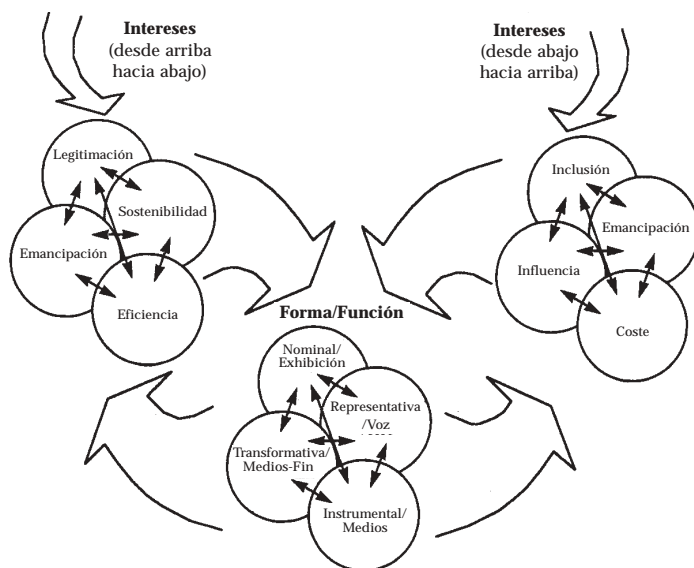 Intereses
(desde arriba
hacia abajo)
Intereses
(desde abajo
hacia arriba)
Legitimación
Sostenibilidad
Emancipación
Eficiencia
Inclusión
Emancipación
Influencia
Coste
Forma/Función
Nominal/
Exhibición
Representativa
/Voz
Transformativa/
Medios-Fin
Instrumental/
Medios